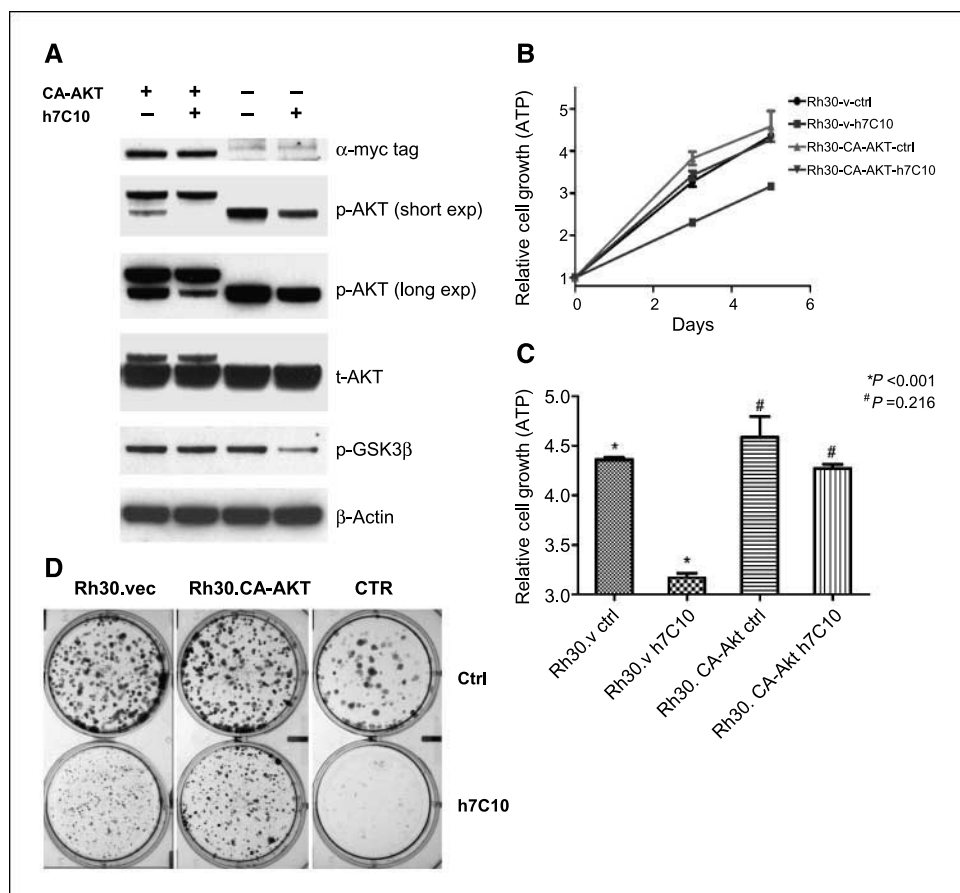 A
CA-AKT + + – –
h7C10 – + – +
α-myc tag
p-AKT (short exp)
p-AKT (long exp)
t-AKT
p-GSK3β
β-Actin
B
Relative cell growth (ATP)
5
4
3
2
1
0 2 4 6
Days
Rh30-v-ctrl
Rh30-v-h7C10
Rh30-CA-AKT-ctrl
Rh30-CA-AKT-h7C10
C
*P <0.001
#P =0.216
Relative cell growth (ATP)
5.0
4.5
4.0
3.5
3.0
* * # #
Rh30.v ctrl
Rh30.v h7C10
Rh30. CA-Akt ctrl
Rh30. CA-Akt h7C10
D
Rh30.vec Rh30.CA-AKT CTR
Ctrl
h7C10